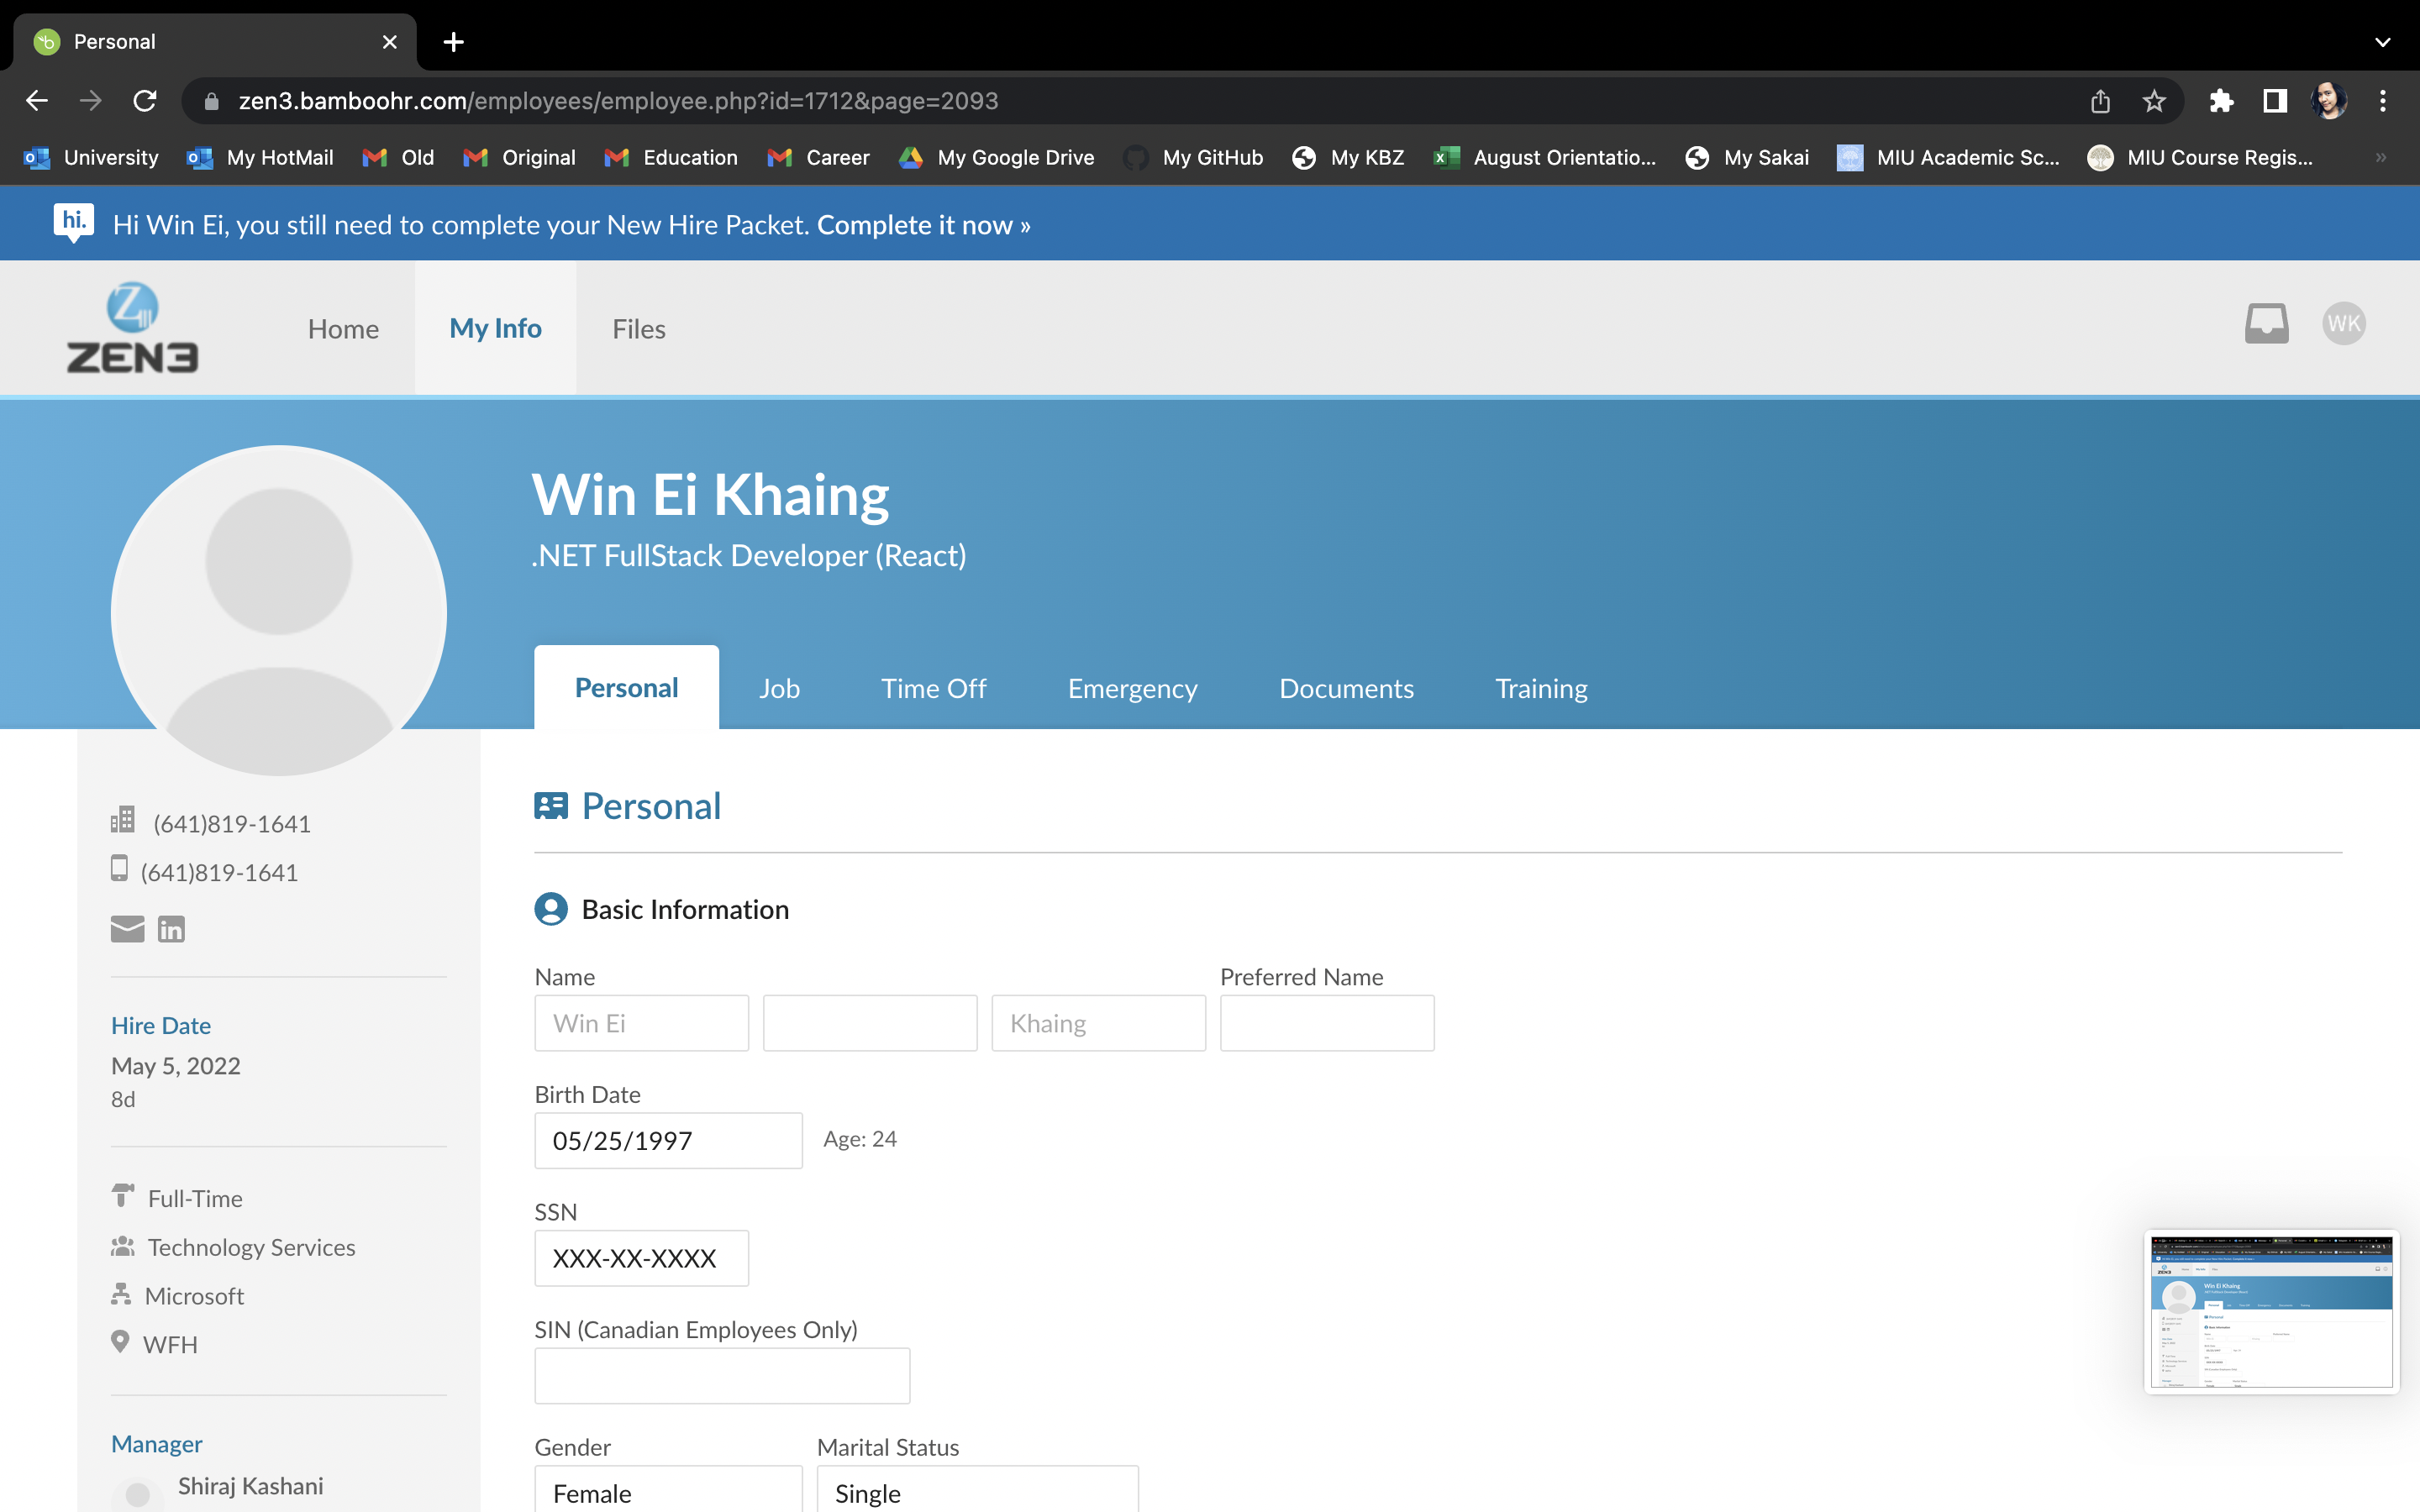 Personal
zen3.bamboohr.com/employees/employee.php?id=1712&page=2093
University My HotMail Old Original Education Career My Google Drive My GitHub My KBZ August Orientatio... My Sakai MIU Academic Sc... MIU Course Regis... »
hi. Hi Win Ei, you still need to complete your New Hire Packet. Complete it now »
ZEN3
Home My Info Files WK
Win Ei Khaing
.NET FullStack Developer (React)
Personal Job Time Off Emergency Documents Training
(641)819-1641
(641)819-1641
in
Hire Date
May 5, 2022
8d
Full-Time
Technology Services
Microsoft
WFH
Manager
Shiraj Kashani
Personal
Basic Information
Name Preferred Name
Win Ei Khaing
Birth Date
05/25/1997 Age: 24
SSN
XXX-XX-XXXX
SIN (Canadian Employees Only)
Gender Marital Status
Female Single
Win Ei Khaing